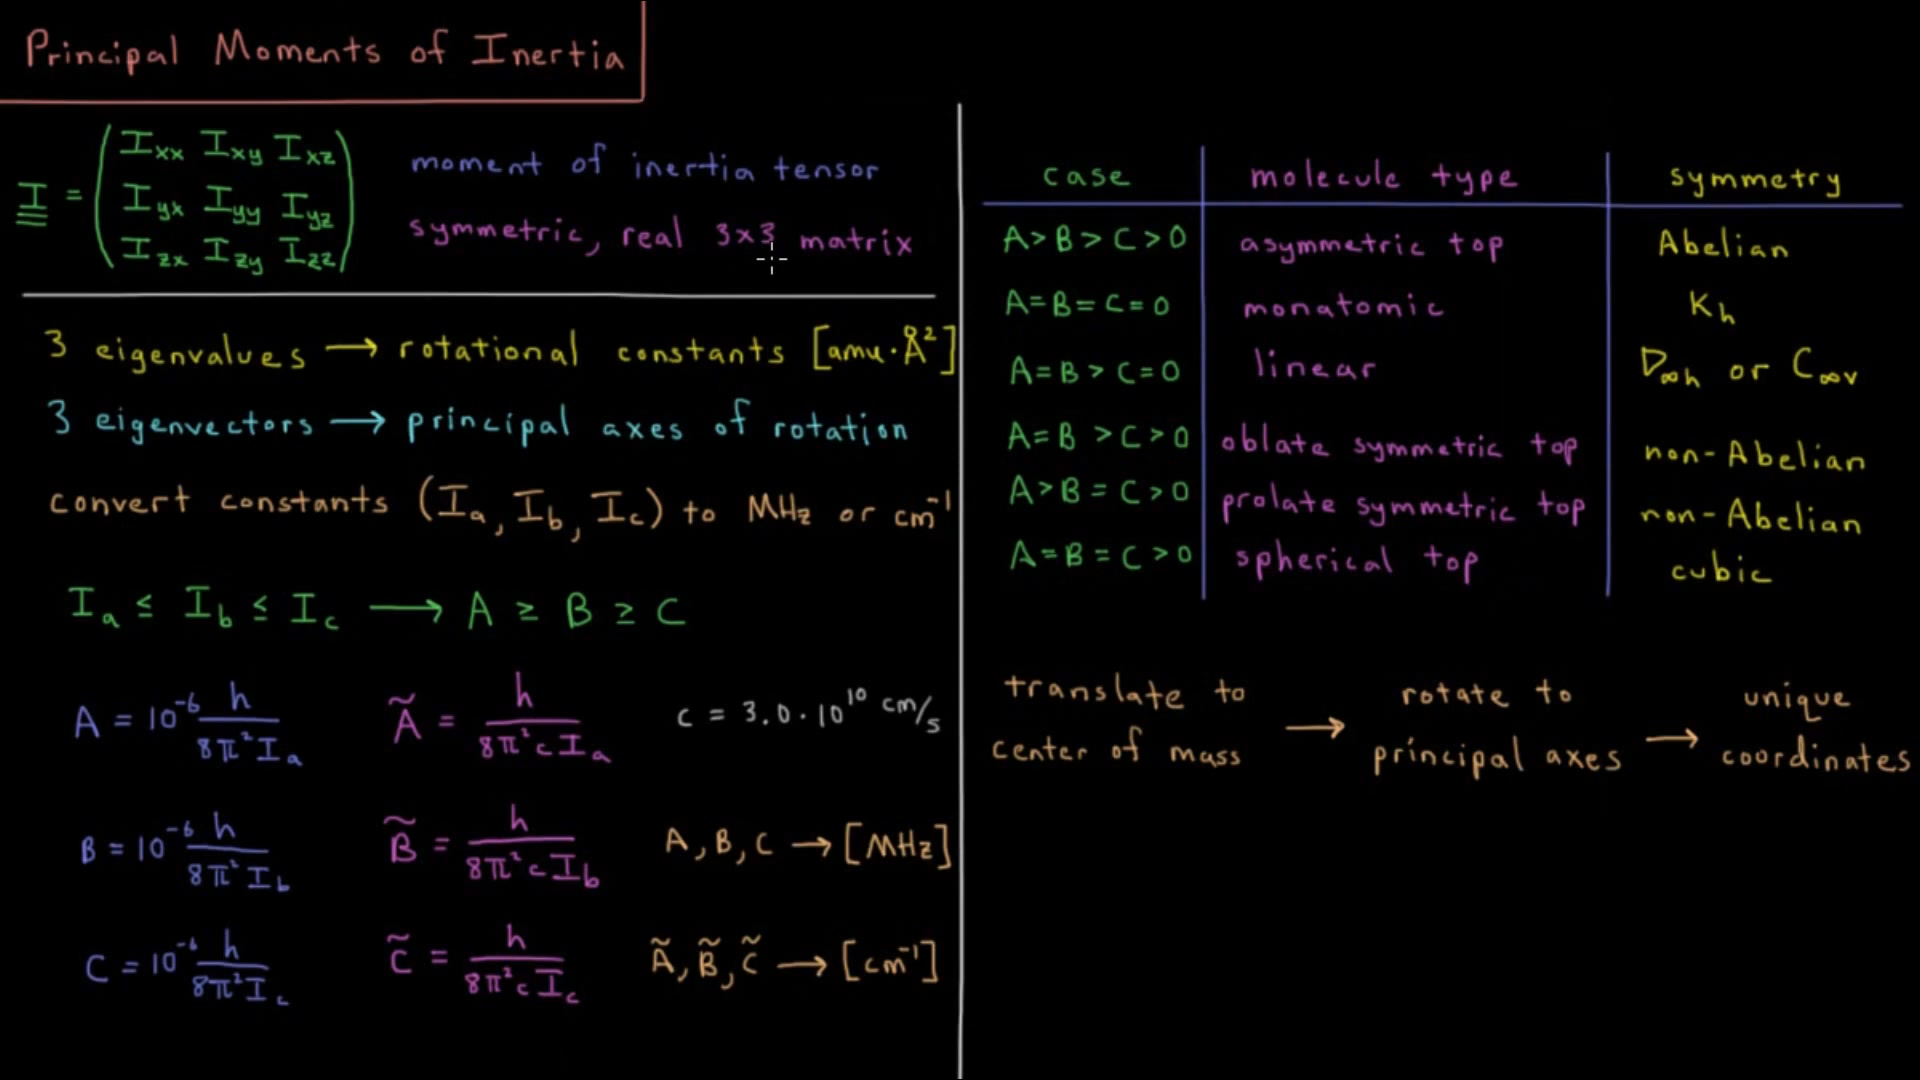 Principal Moments of Inertia
I = ( Ixx Ixy Ixz
Iyx Iyy Iyz
Izx Izy Izz )
moment of inertia tensor
symmetric, real 3x3 matrix
3 eigenvalues → rotational constants [amu·Å²]
3 eigenvectors → principal axes of rotation
convert constants (Ia, Ib, Ic) to MHz or cm⁻¹
Ia ≤ Ib ≤ Ic → A ≥ B ≥ C
A = 10⁻⁶ h / 8π²Ia    Ã = h / 8π²cIa    c = 3.0·10¹⁰ cm/s
B = 10⁻⁶ h / 8π²Ib    B̃ = h / 8π²cIb    A, B, C → [MHz]
C = 10⁻⁶ h / 8π²Ic    C̃ = h / 8π²cIc    Ã, B̃, C̃ → [cm⁻¹]
case    molecule type    symmetry
A > B > C > 0    asymmetric top    Abelian
A = B = C = 0    monatomic    Kh
A = B > C = 0    linear    D∞h or C∞v
A = B > C > 0    oblate symmetric top    non-Abelian
A > B = C > 0    prolate symmetric top    non-Abelian
A = B = C > 0    spherical top    cubic
translate to center of mass → rotate to principal axes → unique coordinates